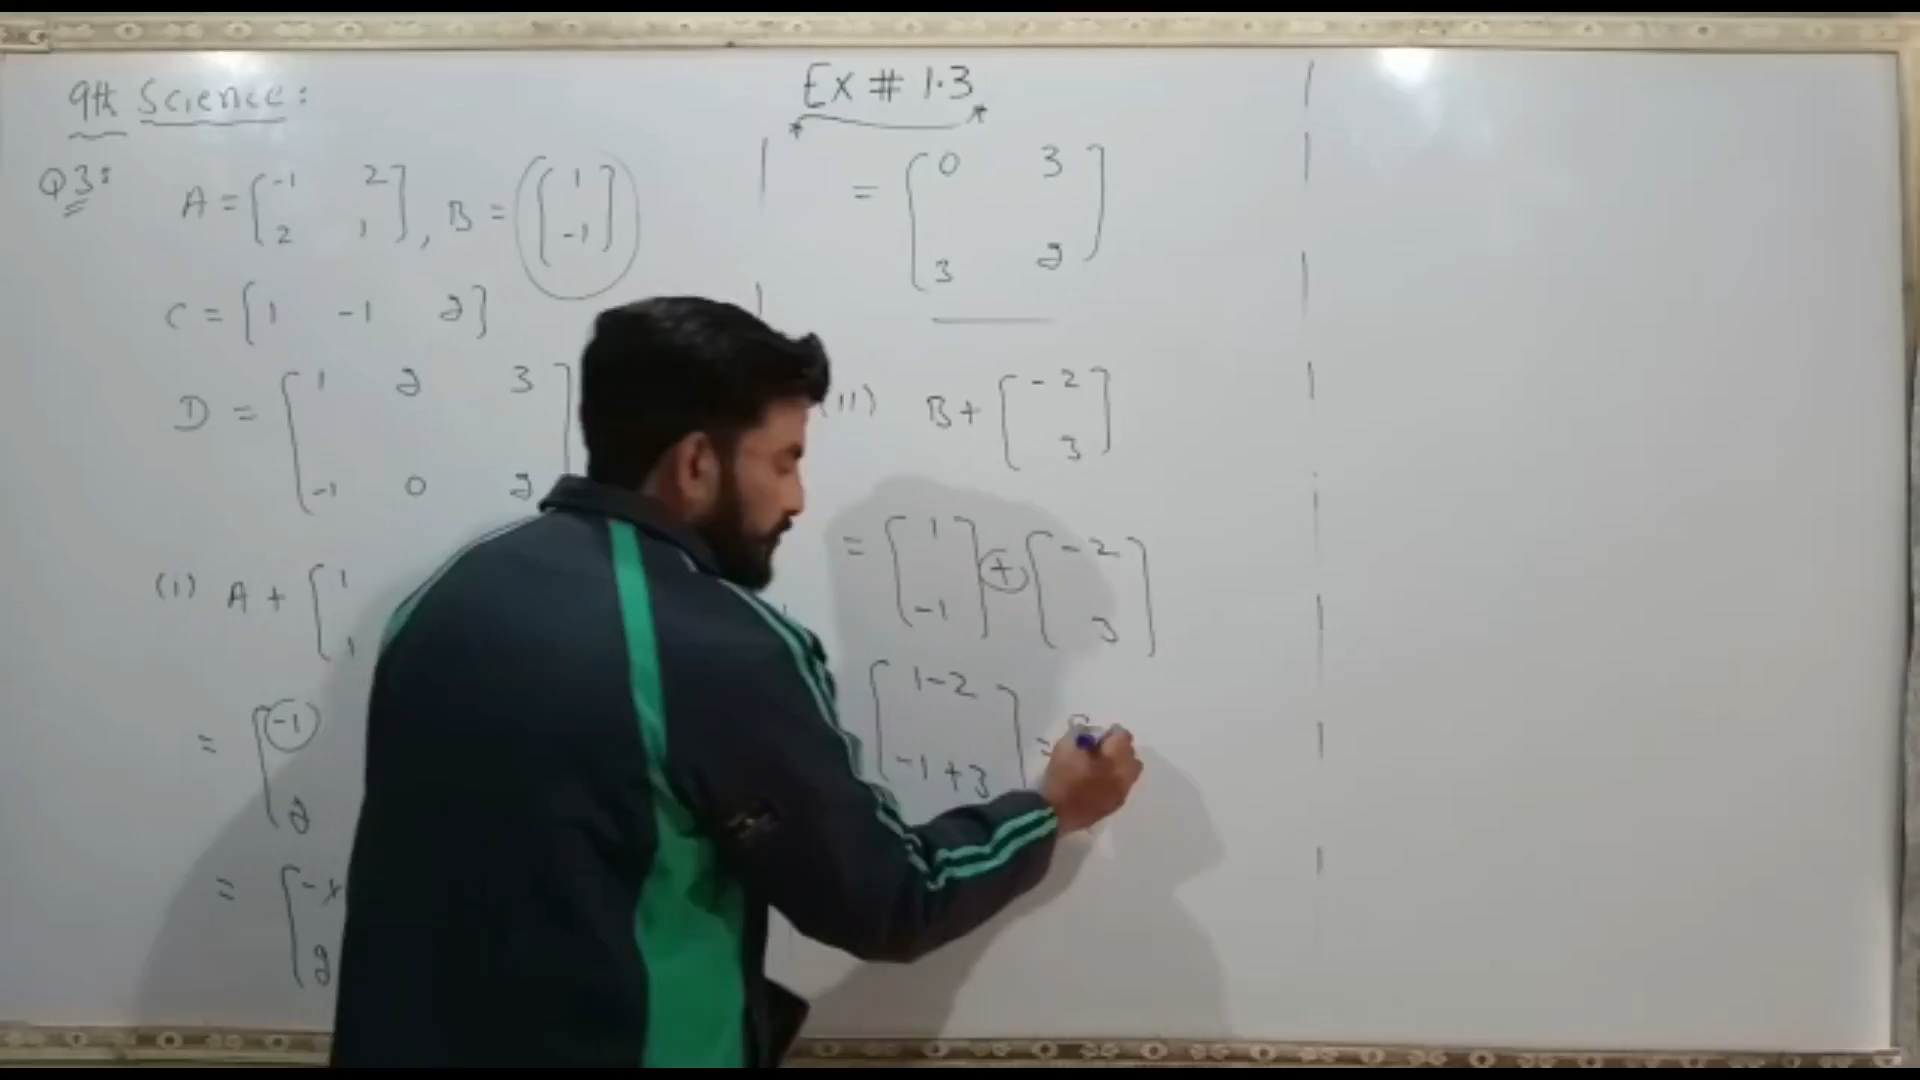 9th Science:
Ex # 1.3
Q3: A = [-1 2
2 1], B = [1
-1]
C = [1 -1 2]
D = [1 2 3
-1 0 2
(i) A + [1
1
= [-1
2
= [-1
2
= [0 3
3 2]
(ii) B + [-2
3]
= [1
-1] + [-2
3]
[1-2
-1+3] =